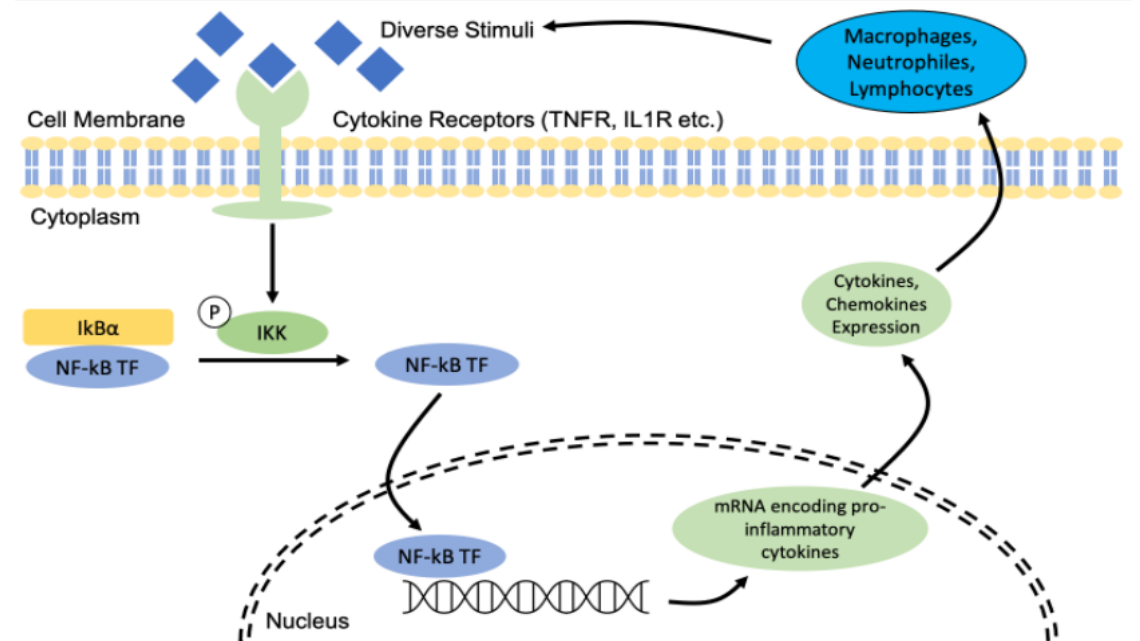 Diverse Stimuli
Macrophages,
Neutrophiles,
Lymphocytes
Cell Membrane
Cytokine Receptors (TNFR, IL1R etc.)
Cytoplasm
Cytokines,
Chemokines
Expression
P
IkBα
IKK
NF-kB TF
NF-kB TF
mRNA encoding pro-
inflammatory
cytokines
NF-kB TF
Nucleus